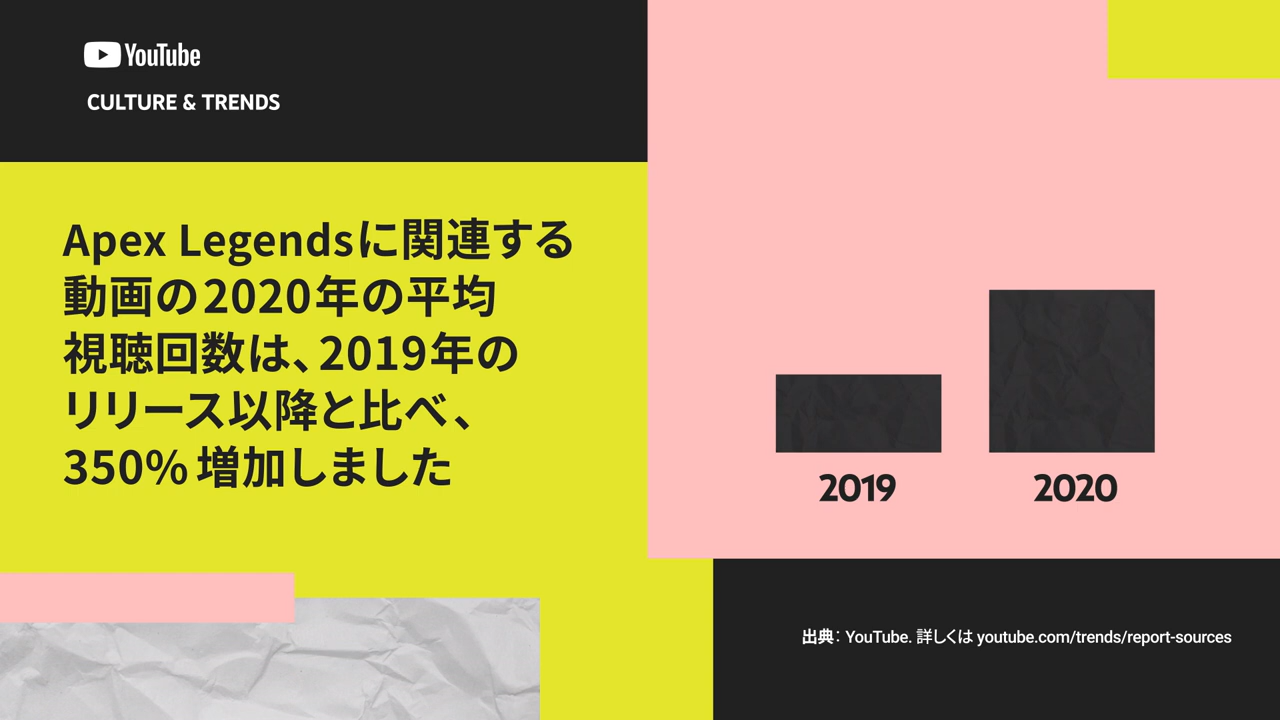 YouTube
CULTURE & TRENDS
Apex Legendsに関連する
動画の2020年の平均
視聴回数は、2019年の
リリース以降と比べ、
350% 増加しました
2019
2020
出典： YouTube. 詳しくは youtube.com/trends/report-sources